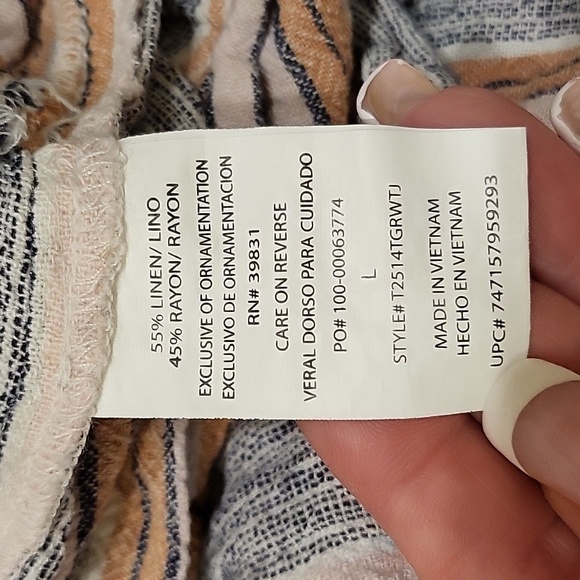 55% LINEN/ LINO
45% RAYON/ RAYON
EXCLUSIVE OF ORNAMENTATION
EXCLUSIVO DE ORNAMENTACION
RN# 39831
CARE ON REVERSE
VERAL DORSO PARA CUIDADO
PO# 100-00063774
L
STYLE# T2514TGRWTJ
MADE IN VIETNAM
HECHO EN VIETNAM
UPC# 747157959293